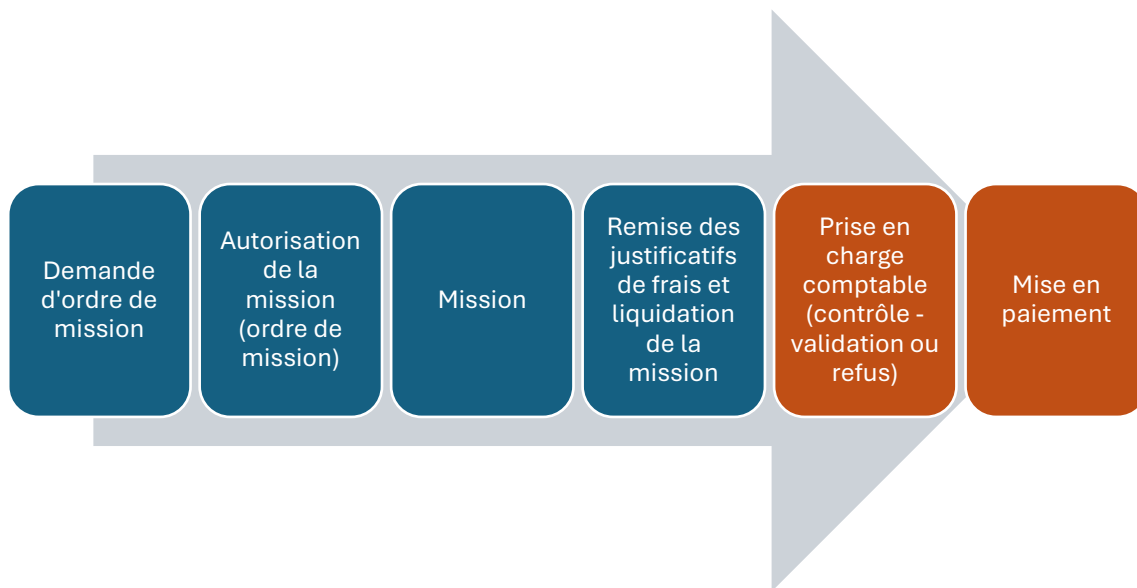 Demande
d'ordre de
mission
Autorisation
de la
mission
(ordre de
mission)
Mission
Remise des
justificatifs
de frais et
liquidation
de la
mission
Prise en
charge
comptable
(contrôle -
validation ou
refus)
Mise en
paiement